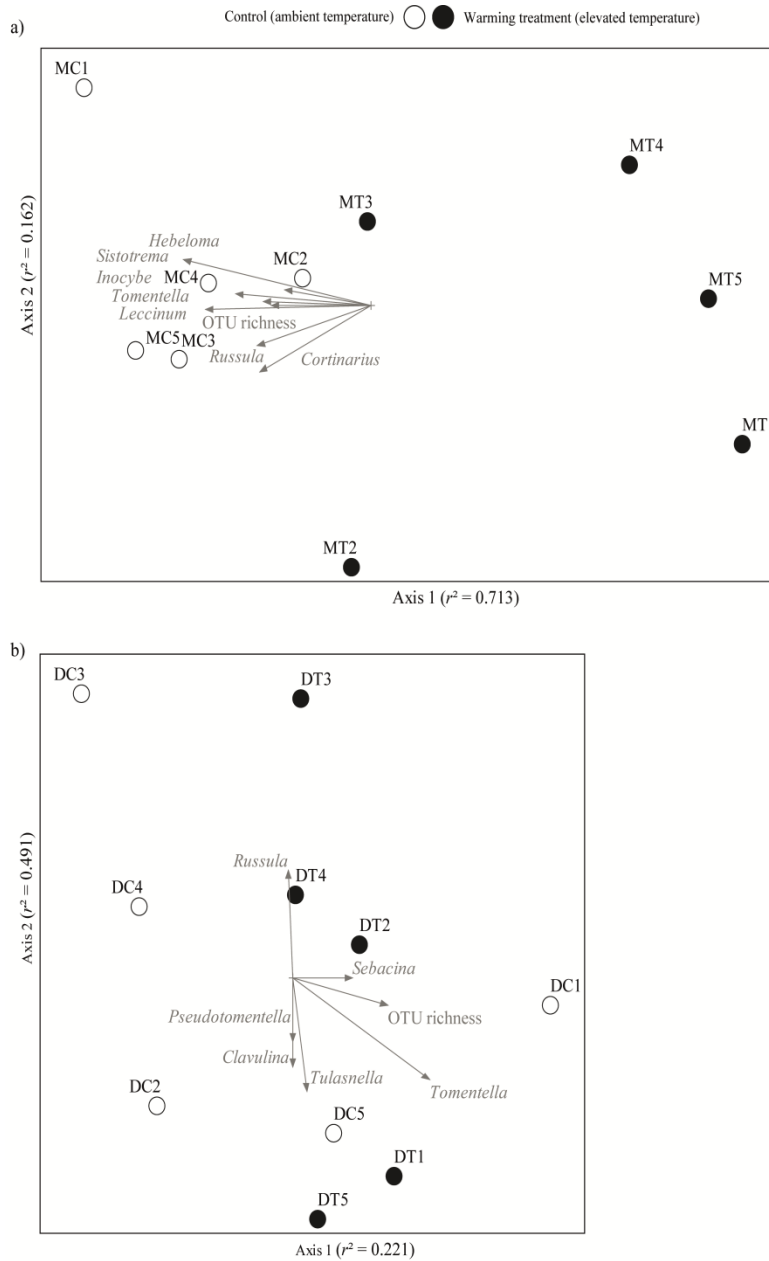 Control (ambient temperature) Warming treatment (elevated temperature)
a)
MC1
MT4
MT3
Hebeloma
Sistotrema
MC2
Inocybe
MC4
MT5
Tomentella
Leccinum
OTU richness
MC5
MC3
Russula
Cortinarius
MT
MT2
Axis 2 (r² = 0.162)
Axis 1 (r² = 0.713)
b)
DC3
DT3
Russula
DT4
DC4
DT2
Sebacina
DC1
Pseudotomentella
OTU richness
Clavulina
Tulasnella
Tomentella
DC2
DC5
DT1
DT5
Axis 2 (r² = 0.491)
Axis 1 (r² = 0.221)